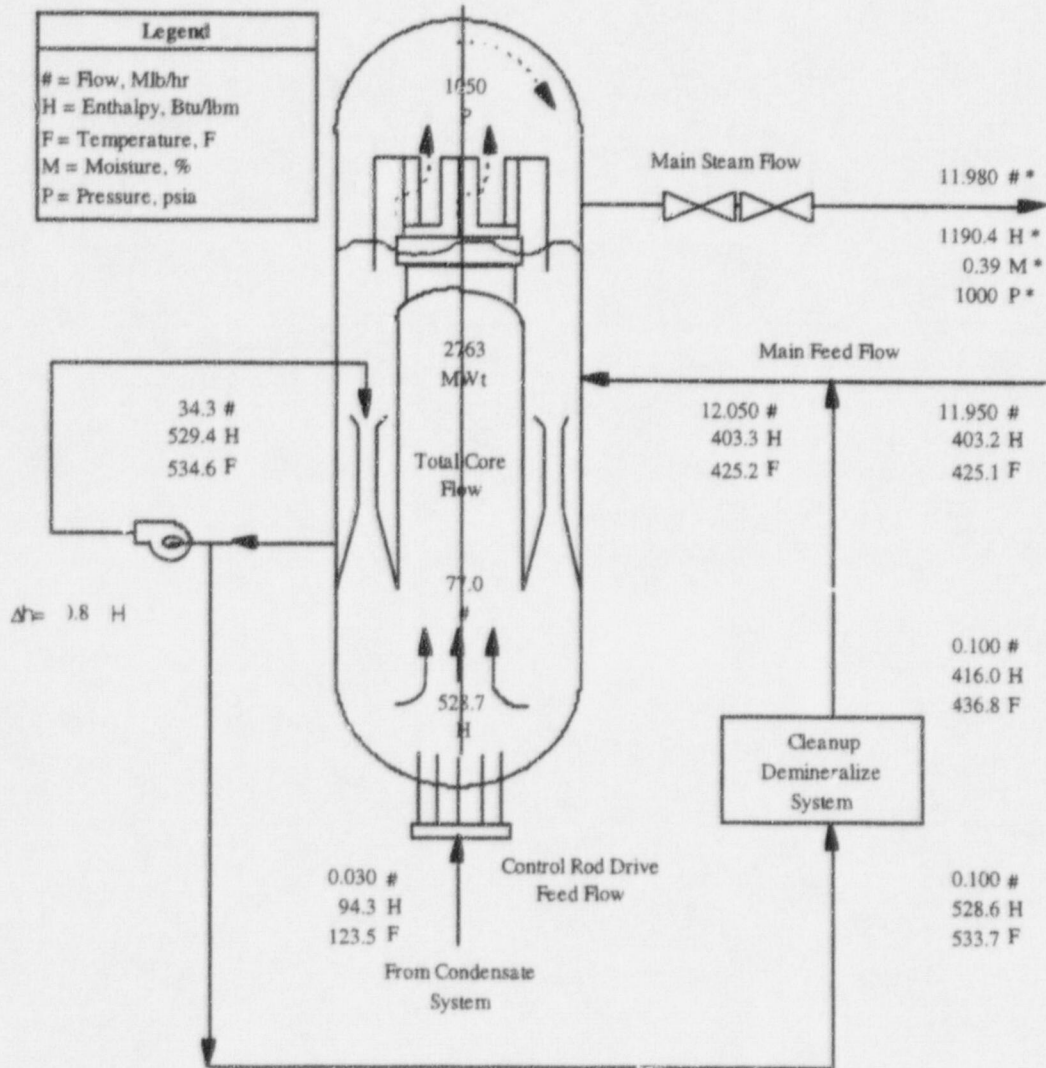 Legend
# = Flow, Mlb/hr
H = Enthalpy, Btu/lbm
F = Temperature, F
M = Moisture, %
P = Pressure, psia
1050
P
Main Steam Flow
11.980 # *
1190.4 H *
0.39 M *
1000 P *
2763
MWt
Main Feed Flow
34.3 #
529.4 H
534.6 F
12.050 #
403.3 H
425.2 F
11.950 #
403.2 H
425.1 F
Total Core
Flow
77.0
#
Δh= .8 H
528.7
H
0.100 #
416.0 H
436.8 F
Cleanup
Demineralize
System
Control Rod Drive
Feed Flow
0.030 #
94.3 H
123.5 F
0.100 #
528.6 H
533.7 F
From Condensate
System